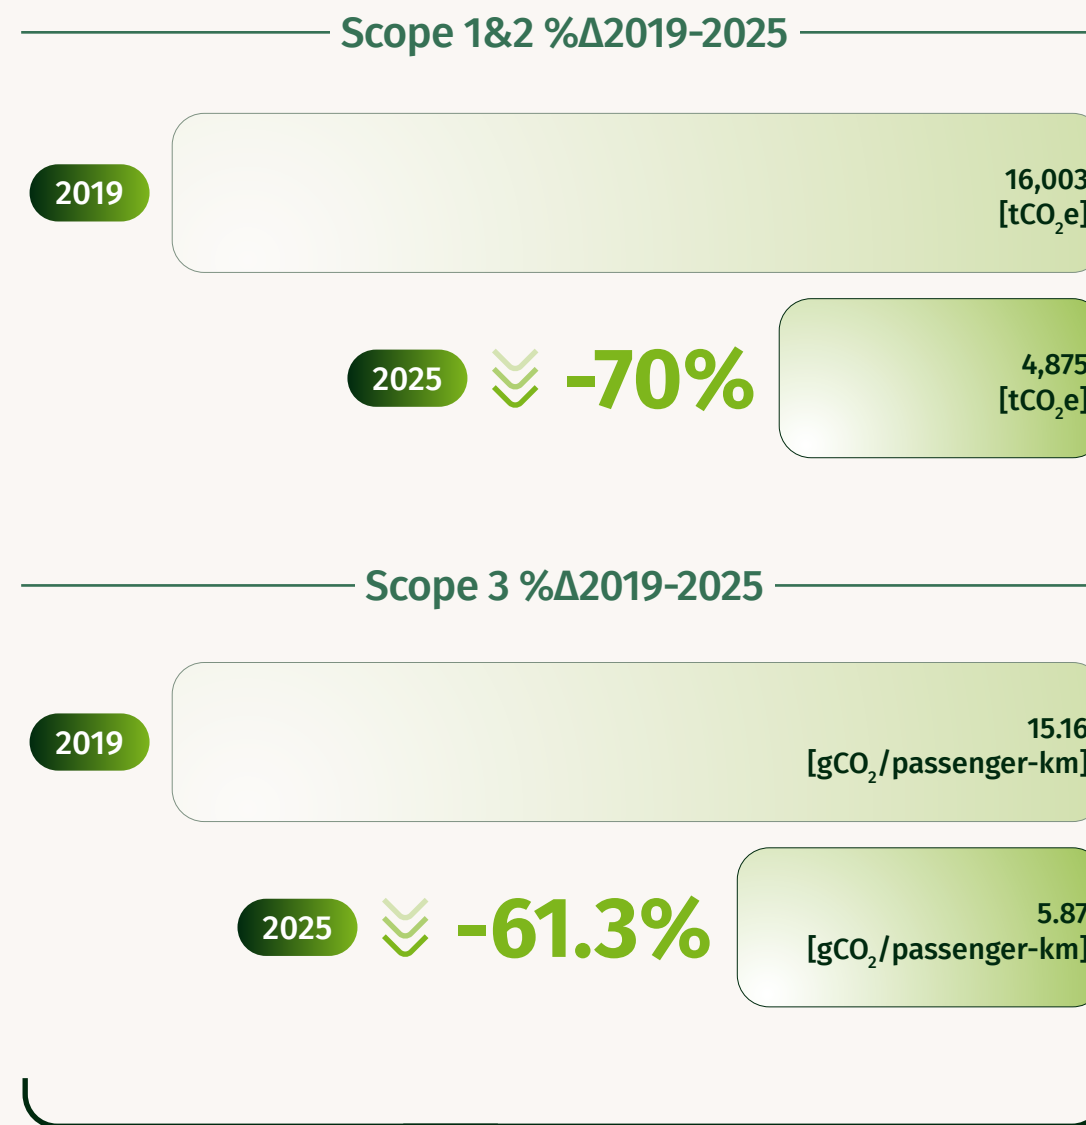 Scope 1&2 %Δ2019-2025
2019
16,003
[tCO₂e]
2025
-70%
4,875
[tCO₂e]
Scope 3 %Δ2019-2025
2019
15.16
[gCO₂/passenger-km]
2025
-61.3%
5.87
[gCO₂/passenger-km]